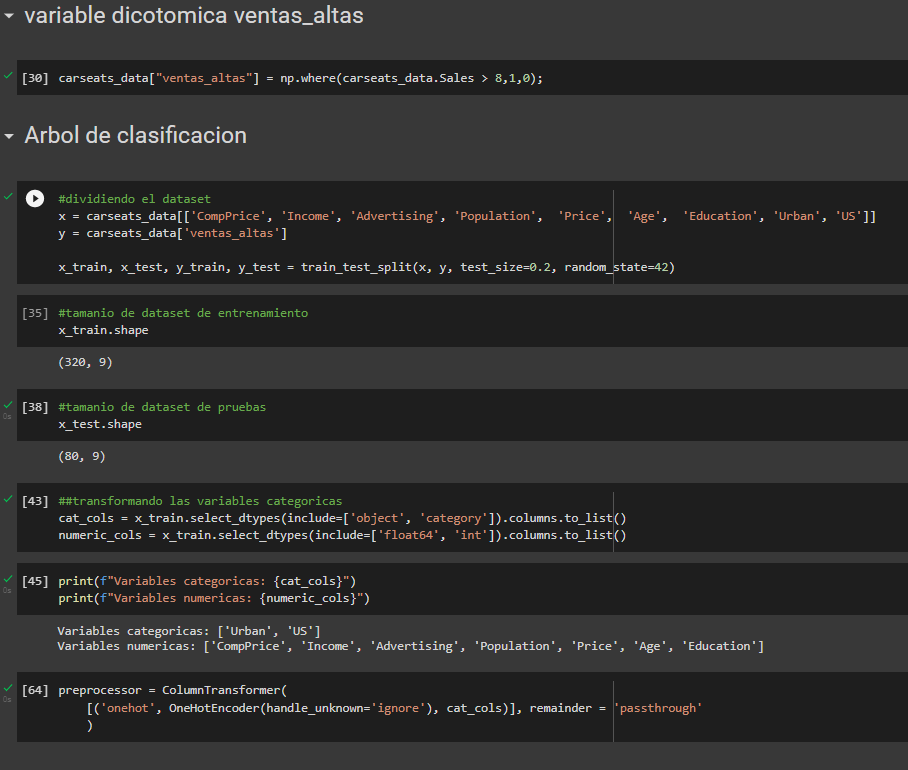 variable dicotomica ventas_altas
[30] carseats_data["ventas_altas"] = np.where(carseats_data.Sales > 8,1,0);
Arbol de clasificacion
#dividiendo el dataset
x = carseats_data[['CompPrice', 'Income', 'Advertising', 'Population',  'Price',  'Age',  'Education', 'Urban', 'US']]
y = carseats_data['ventas_altas']
x_train, x_test, y_train, y_test = train_test_split(x, y, test_size=0.2, random_state=42)
[35] #tamanio de dataset de entrenamiento
x_train.shape
(320, 9)
[38] #tamanio de dataset de pruebas
0s
x_test.shape
(80, 9)
[43] ##transformando las variables categoricas
cat_cols = x_train.select_dtypes(include=['object', 'category']).columns.to_list()
numeric_cols = x_train.select_dtypes(include=['float64', 'int']).columns.to_list()
[45] print(f"Variables categoricas: {cat_cols}")
0s
print(f"Variables numericas: {numeric_cols}")
Variables categoricas: ['Urban', 'US']
Variables numericas: ['CompPrice', 'Income', 'Advertising', 'Population', 'Price', 'Age', 'Education']
[64] preprocessor = ColumnTransformer(
0s
[('onehot', OneHotEncoder(handle_unknown='ignore'), cat_cols)], remainder = 'passthrough'
)